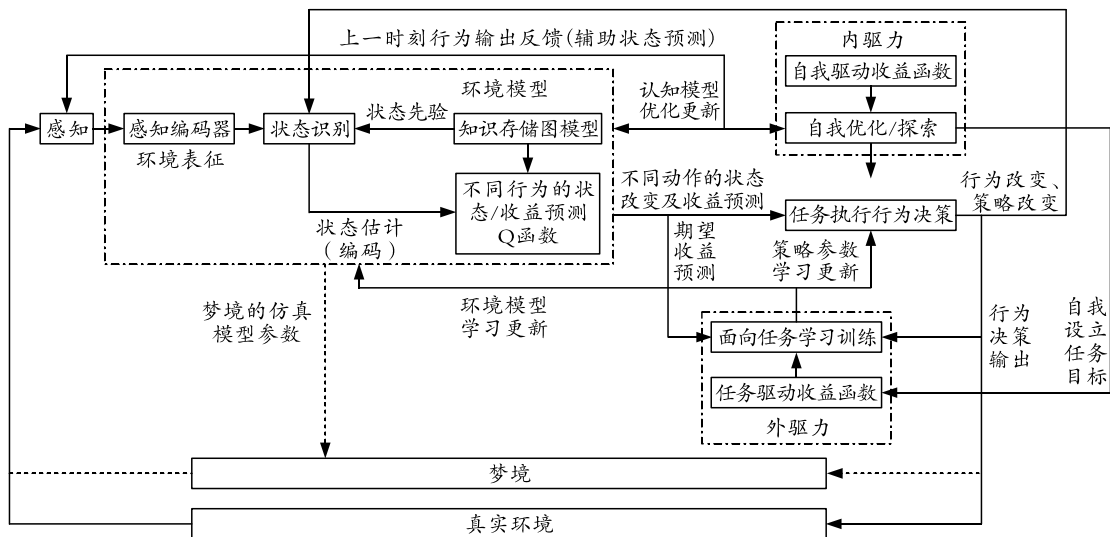 上一时刻行为输出反馈(辅助状态预测)
内驱力
自我驱动收益函数
自我优化/探索
环境模型
认知模型
优化更新
感知
感知编码器
环境表征
状态识别
状态先验
知识存储图模型
不同行为的状
态/收益预测
Q函数
状态估计
(编码)
不同动作的状态
改变及收益预测
任务执行行为决策
行为改变、
策略改变
期望
收益
预测
策略参数
学习更新
梦境的仿真
模型参数
环境模型
学习更新
面向任务学习训练
任务驱动收益函数
外驱力
行为
决策
输出
自我
设立
任务
目标
梦境
真实环境